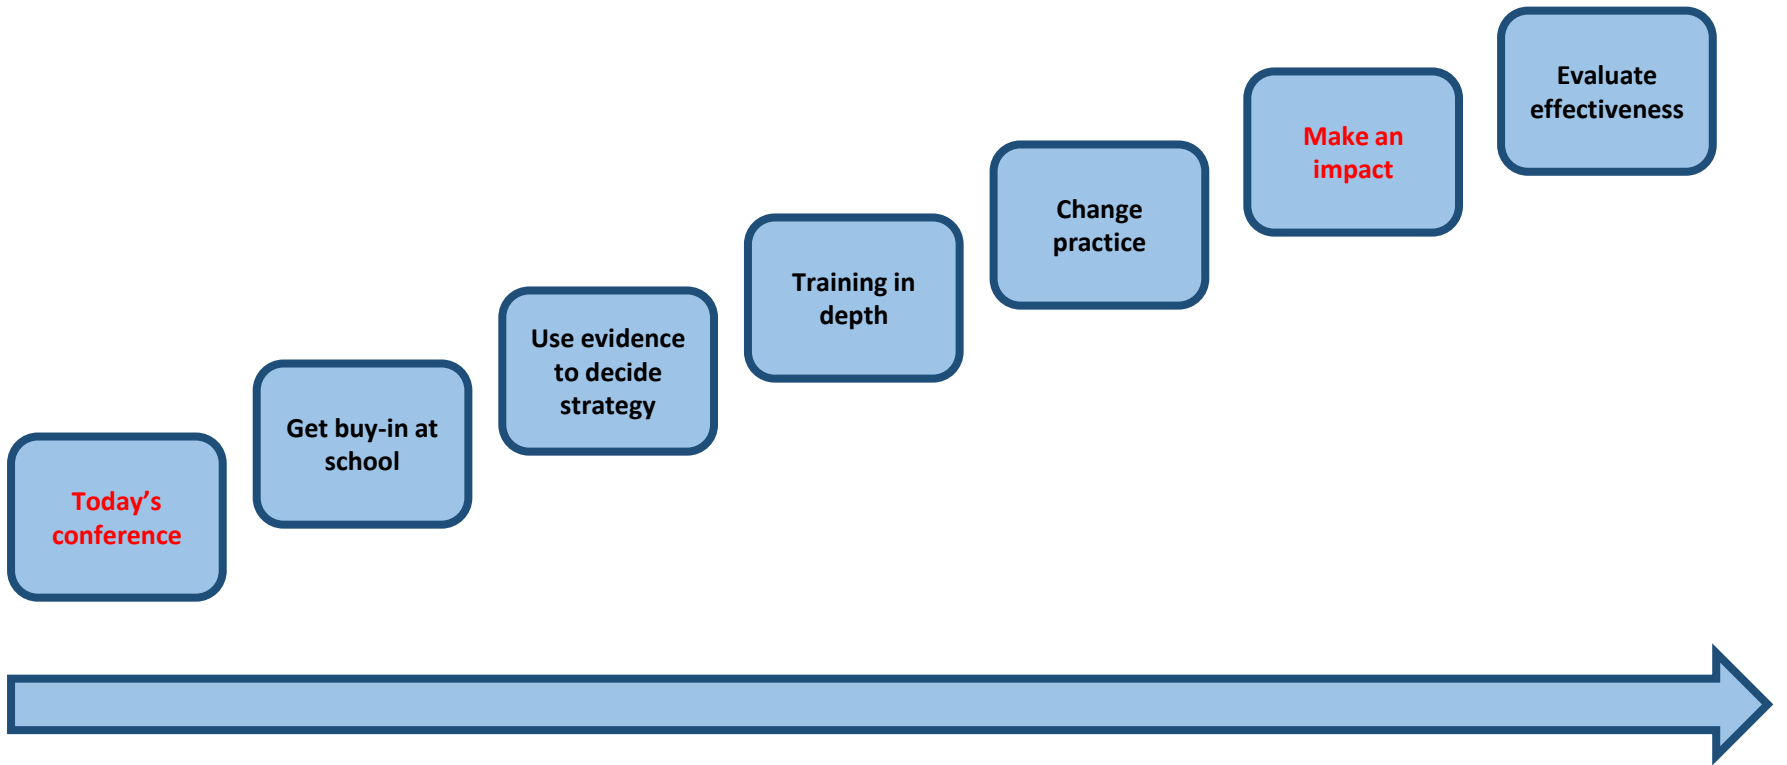 Today’s
conference
Get buy-in at
school
Use evidence
to decide
strategy
Training in
depth
Change
practice
Make an
impact
Evaluate
effectiveness